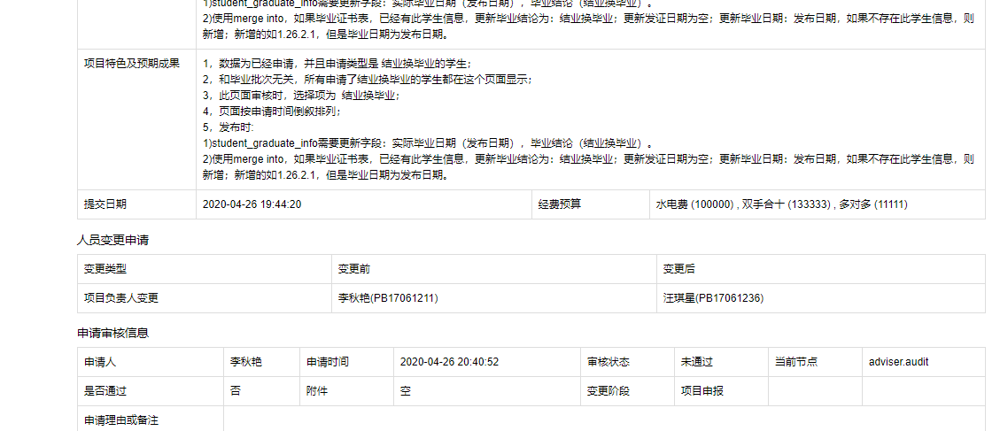 1)student_graduate_info需要更新字段：实际毕业日期（发布日期），毕业结论（结业换毕业）。
2)使用merge into，如果毕业证书表，已经有此学生信息，更新毕业结论为：结业换毕业；更新发证日期为空；更新毕业日期：发布日期，如果不存在此学生信息，则
新增；新增的如1.26.2.1，但是毕业日期为发布日期。
项目特色及预期成果
1，数据为已经申请，并且申请类型是 结业换毕业的学生；
2，和毕业批次无关，所有申请了结业换毕业的学生都在这个页面显示；
3，此页面审核时，选择项为 结业换毕业；
4，页面按申请时间倒叙排列；
5，发布时:
1)student_graduate_info需要更新字段：实际毕业日期（发布日期），毕业结论（结业换毕业）。
2)使用merge into，如果毕业证书表，已经有此学生信息，更新毕业结论为：结业换毕业；更新发证日期为空；更新毕业日期：发布日期，如果不存在此学生信息，则
新增；新增的如1.26.2.1，但是毕业日期为发布日期。
提交日期 2020-04-26 19:44:20 经费预算 水电费 (100000) , 双手合十 (133333) , 多对多 (11111)
人员变更申请
变更类型 变更前 变更后
项目负责人变更 李秋艳(PB17061211) 汪琪星(PB17061236)
申请审核信息
申请人 李秋艳 申请时间 2020-04-26 20:40:52 审核状态 未通过 当前节点 adviser.audit
是否通过 否 附件 空 变更阶段 项目申报
申请理由或备注